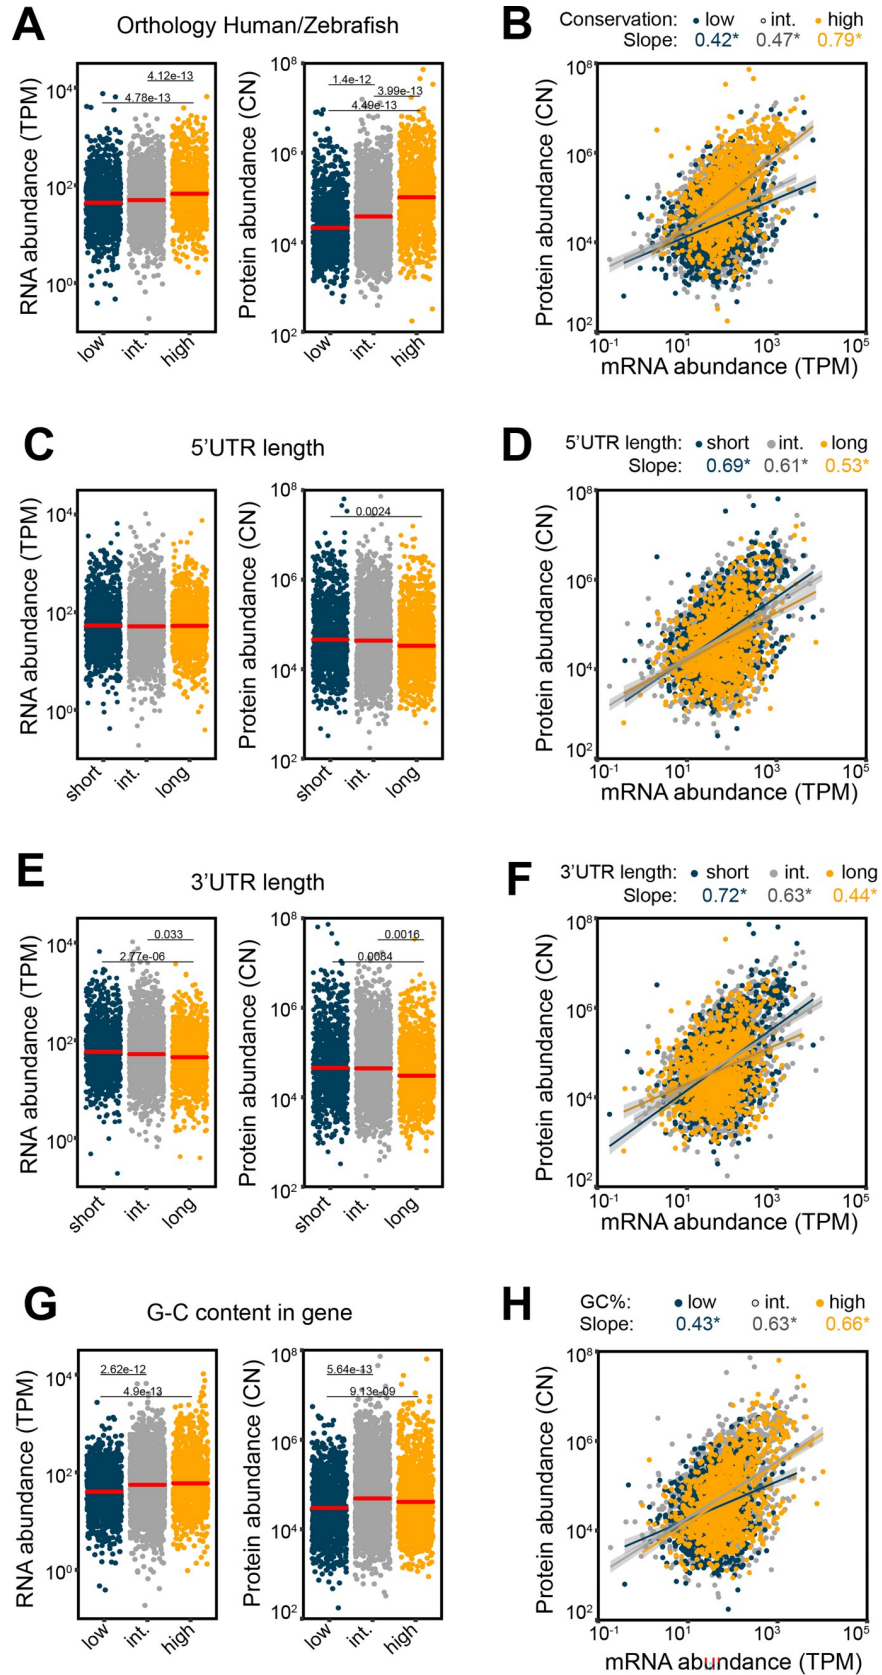 A
Orthology Human/Zebrafish
RNA abundance (TPM)
10⁴
10²
10⁰
4.12e-13
4.78e-13
low int. high
Protein abundance (CN)
10⁸
10⁶
10⁴
10²
1.4e-12
3.99e-13
4.49e-13
low int. high
B
Conservation: low int. high
Slope: 0.42* 0.47* 0.79*
Protein abundance (CN)
10⁸
10⁶
10⁴
10²
10⁻¹ 10¹ 10³ 10⁵
mRNA abundance (TPM)
C
5'UTR length
RNA abundance (TPM)
10⁴
10²
10⁰
short int. long
Protein abundance (CN)
10⁸
10⁶
10⁴
10²
0.0024
short int. long
D
5'UTR length: short int. long
Slope: 0.69* 0.61* 0.53*
Protein abundance (CN)
10⁸
10⁶
10⁴
10²
10⁻¹ 10¹ 10³ 10⁵
mRNA abundance (TPM)
E
3'UTR length
RNA abundance (TPM)
10⁴
10²
10⁰
0.033
2.77e-06
short int. long
Protein abundance (CN)
10⁸
10⁶
10⁴
10²
0.0016
0.0084
short int. long
F
3'UTR length: short int. long
Slope: 0.72* 0.63* 0.44*
Protein abundance (CN)
10⁸
10⁶
10⁴
10²
10⁻¹ 10¹ 10³ 10⁵
mRNA abundance (TPM)
G
G-C content in gene
RNA abundance (TPM)
10⁴
10²
10⁰
2.62e-12
4.9e-13
low int. high
Protein abundance (CN)
10⁸
10⁶
10⁴
10²
5.64e-13
9.13e-09
low int. high
H
GC%: low int. high
Slope: 0.43* 0.63* 0.66*
Protein abundance (CN)
10⁸
10⁶
10⁴
10²
10⁻¹ 10¹ 10³ 10⁵
mRNA abundance (TPM)